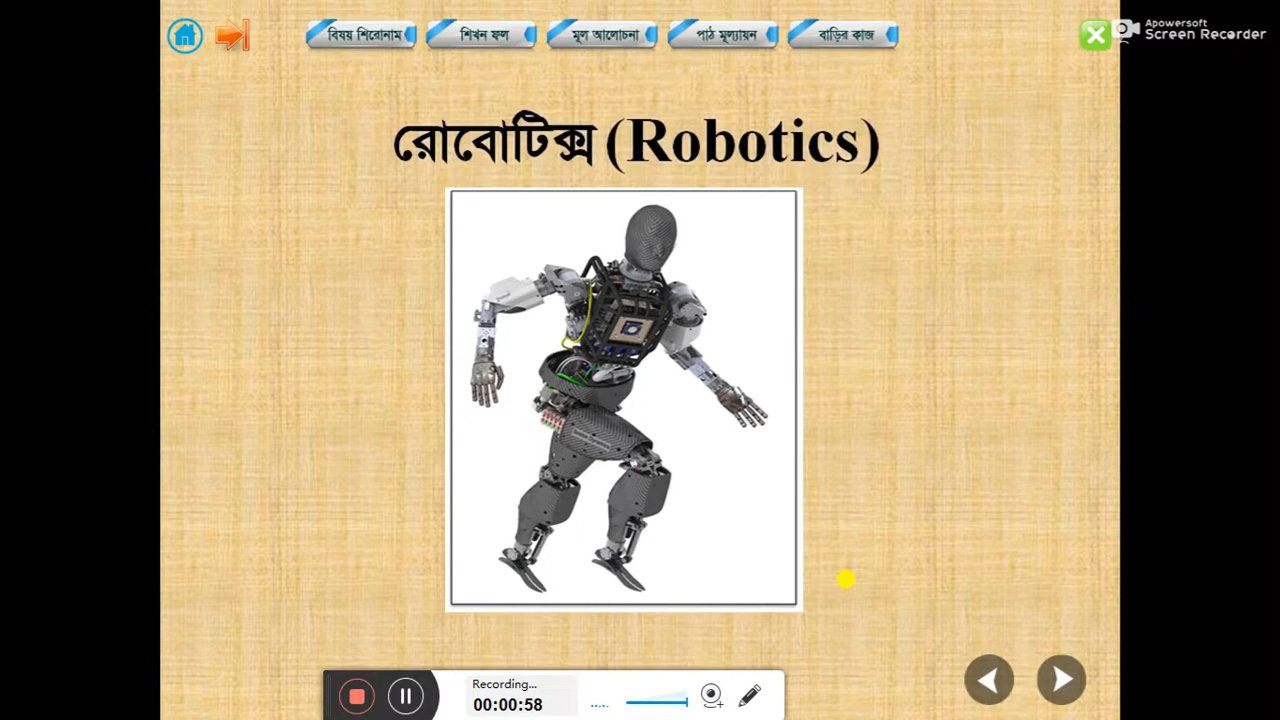 বিষয় শিরোনাম
শিখন ফল
মূল আলোচনা
পাঠ মূল্যায়ন
বাড়ির কাজ
Apowersoft
Screen Recorder
রোবোটিক্স (Robotics)
Recording...
00:00:58